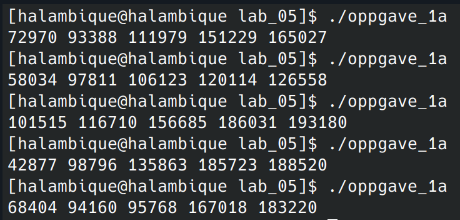 [halambique@halambique lab_05]$ ./oppgave_1a
72970 93388 111979 151229 165027
[halambique@halambique lab_05]$ ./oppgave_1a
58034 97811 106123 120114 126558
[halambique@halambique lab_05]$ ./oppgave_1a
101515 116710 156685 186031 193180
[halambique@halambique lab_05]$ ./oppgave_1a
42877 98796 135863 185723 188520
[halambique@halambique lab_05]$ ./oppgave_1a
68404 94160 95768 167018 183220